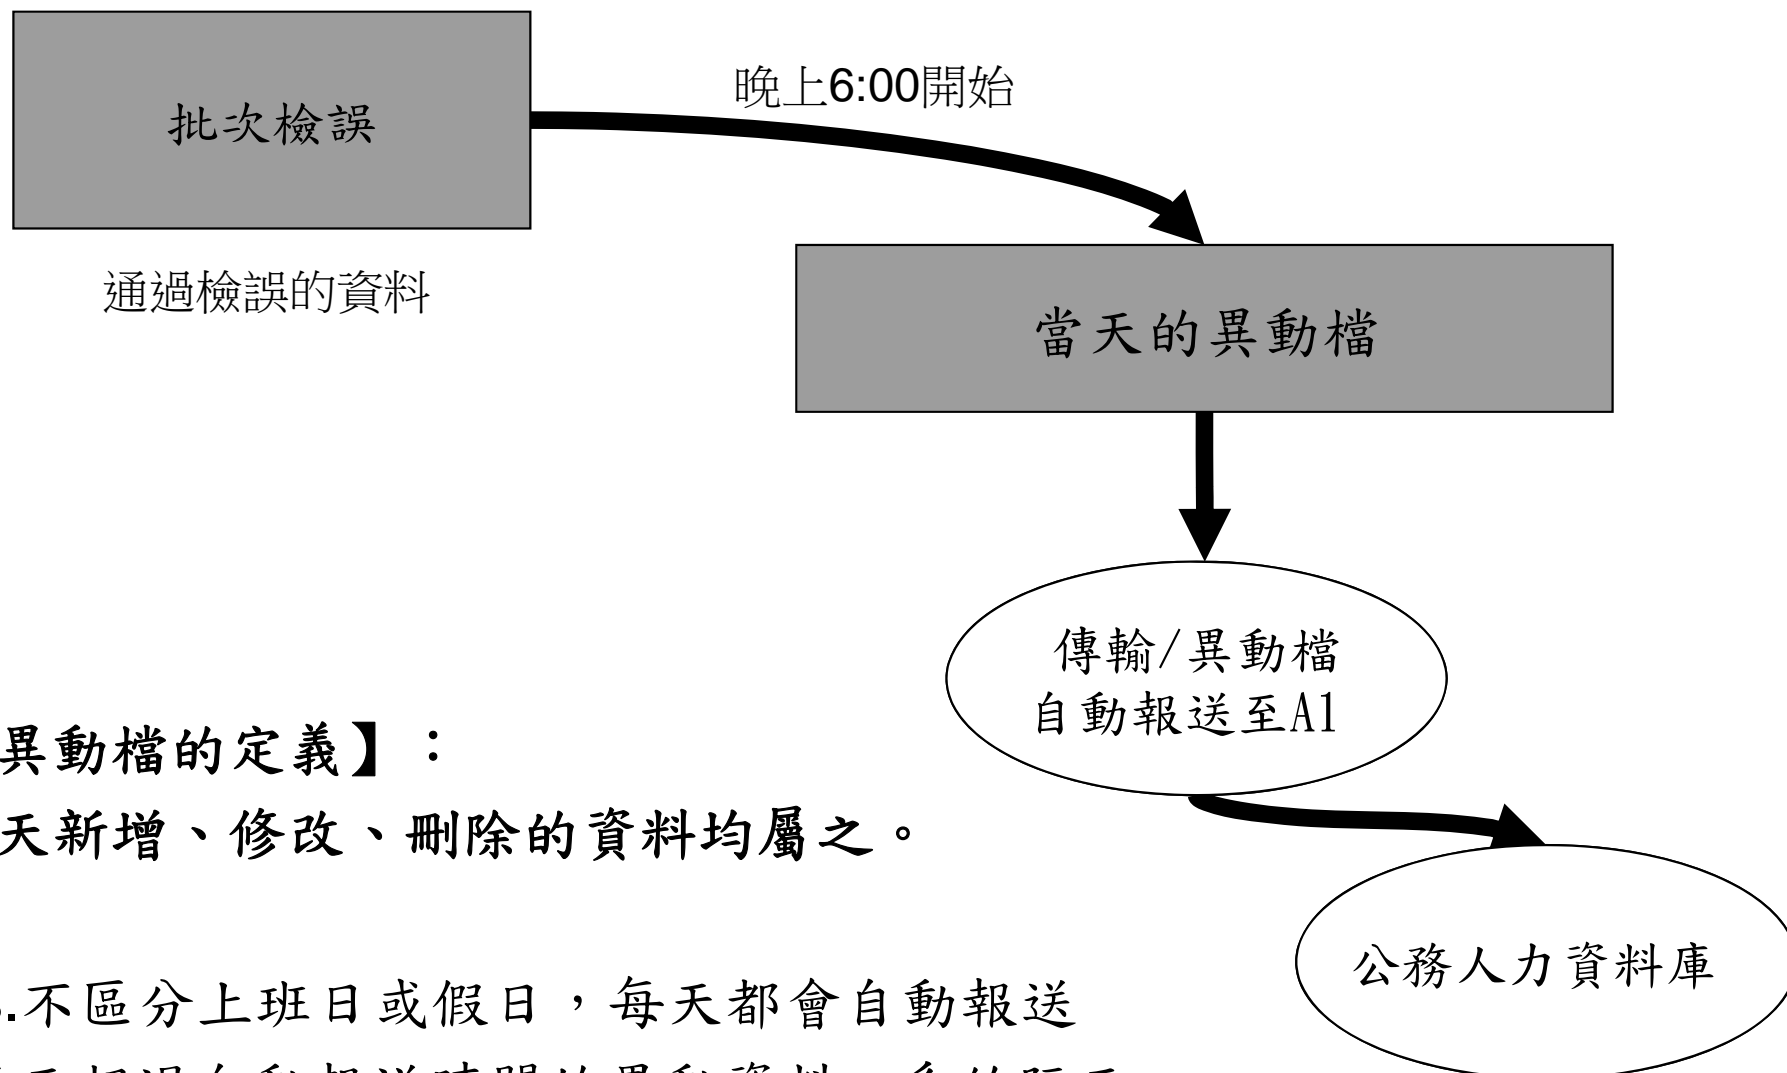 批次檢誤
晚上6:00開始
通過檢誤的資料
當天的異動檔
傳輸/異動檔
自動報送至A1
異動檔的定義】：
天新增、修改、刪除的資料均屬之。
公務人力資料庫
.不區分上班日或假日，每天都會自動報送